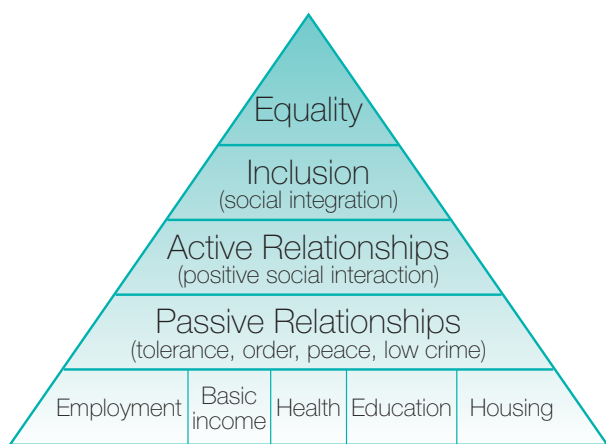 Equality
Inclusion
(social integration)
Active Relationships
(positive social interaction)
Passive Relationships
(tolerance, order, peace, low crime)
Employment
Basic
income
Health
Education
Housing